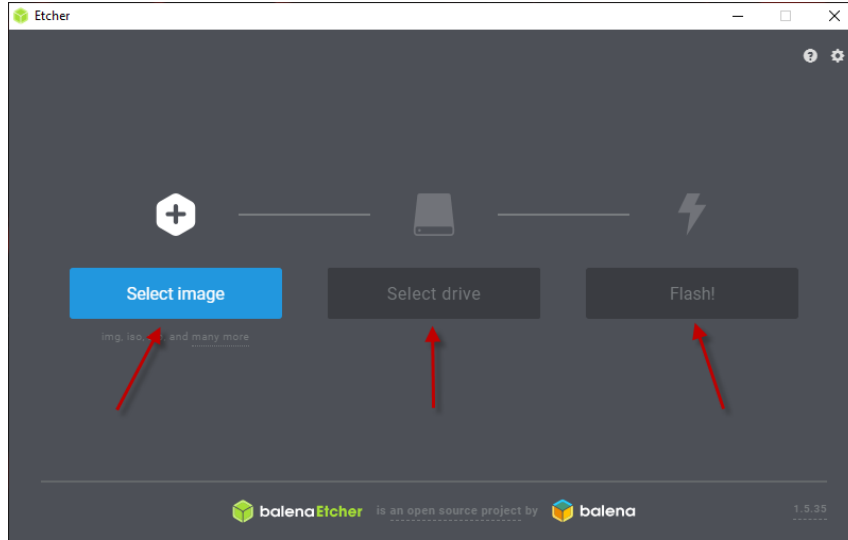 Etcher
Select image
Select drive
Flash!
img, iso, and many more
balenaEtcher is an open source project by balena
1.5.35